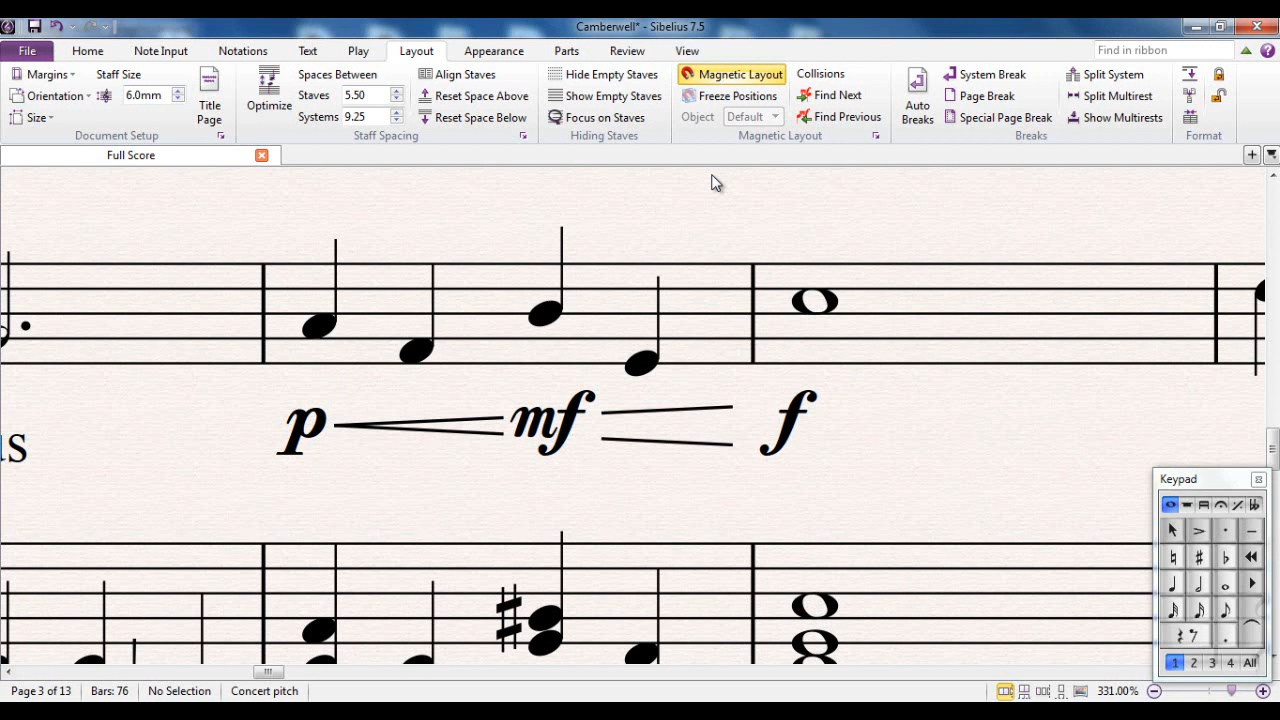 Camberwell* - Sibelius 7.5
File Home Note Input Notations Text Play Layout Appearance Parts Review View Find in ribbon
Margins Staff Size Spaces Between Align Staves Hide Empty Staves Magnetic Layout Collisions System Break Split System
Orientation 6.0mm Staves 5.50 Reset Space Above Show Empty Staves Freeze Positions Find Next Page Break Split Multirest
Size Title Page Optimize Systems 9.25 Reset Space Below Focus on Staves Object Default Find Previous Auto Breaks Special Page Break Show Multirests
Document Setup Staff Spacing Hiding Staves Magnetic Layout Breaks Format
Full Score
p mf f
us
Keypad
1 2 3 4 All
Page 3 of 13 Bars: 76 No Selection Concert pitch 331.00%